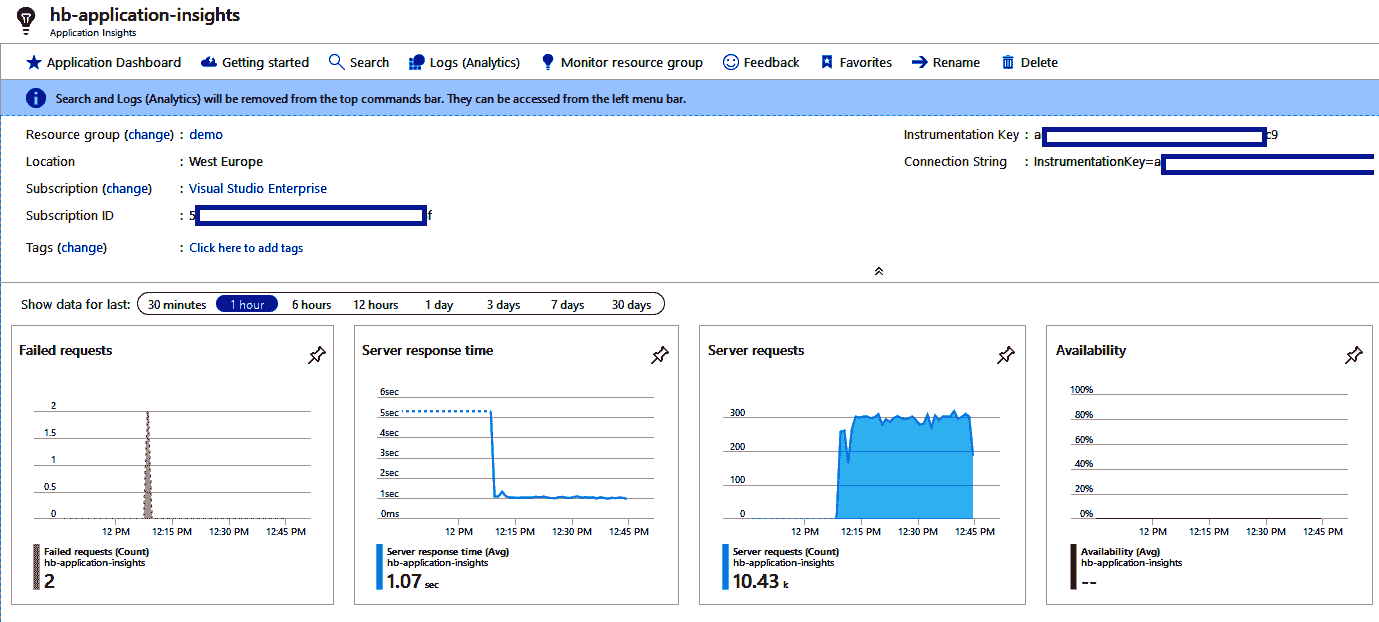 hb-application-insights
Application Insights
Application Dashboard Getting started Search Logs (Analytics) Monitor resource group Feedback Favorites Rename Delete
Search and Logs (Analytics) will be removed from the top commands bar. They can be accessed from the left menu bar.
Resource group (change) : demo
Location : West Europe
Subscription (change) : Visual Studio Enterprise
Subscription ID : 5 f
Tags (change) : Click here to add tags
Instrumentation Key : a c9
Connection String : InstrumentationKey=a
Show data for last: 30 minutes 1 hour 6 hours 12 hours 1 day 3 days 7 days 30 days
Failed requests
2
1.5
1
0.5
0
12 PM 12:15 PM 12:30 PM 12:45 PM
Failed requests (Count)
hb-application-insights
2
Server response time
6sec
5sec
4sec
3sec
2sec
1sec
0ms
12 PM 12:15 PM 12:30 PM 12:45 PM
Server response time (Avg)
hb-application-insights
1.07 sec
Server requests
300
200
100
0
12 PM 12:15 PM 12:30 PM 12:45 PM
Server requests (Count)
hb-application-insights
10.43 k
Availability
100%
80%
60%
40%
20%
0%
12 PM 12:15 PM 12:30 PM 12:45 PM
Availability (Avg)
hb-application-insights
--